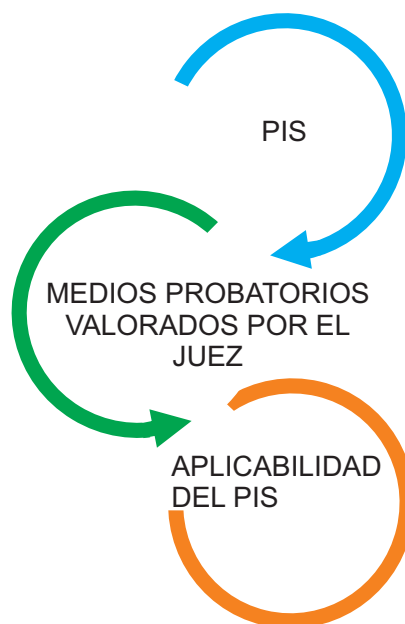 PIS
MEDIOS PROBATORIOS
VALORADOS POR EL
JUEZ
APLICABILIDAD
DEL PIS